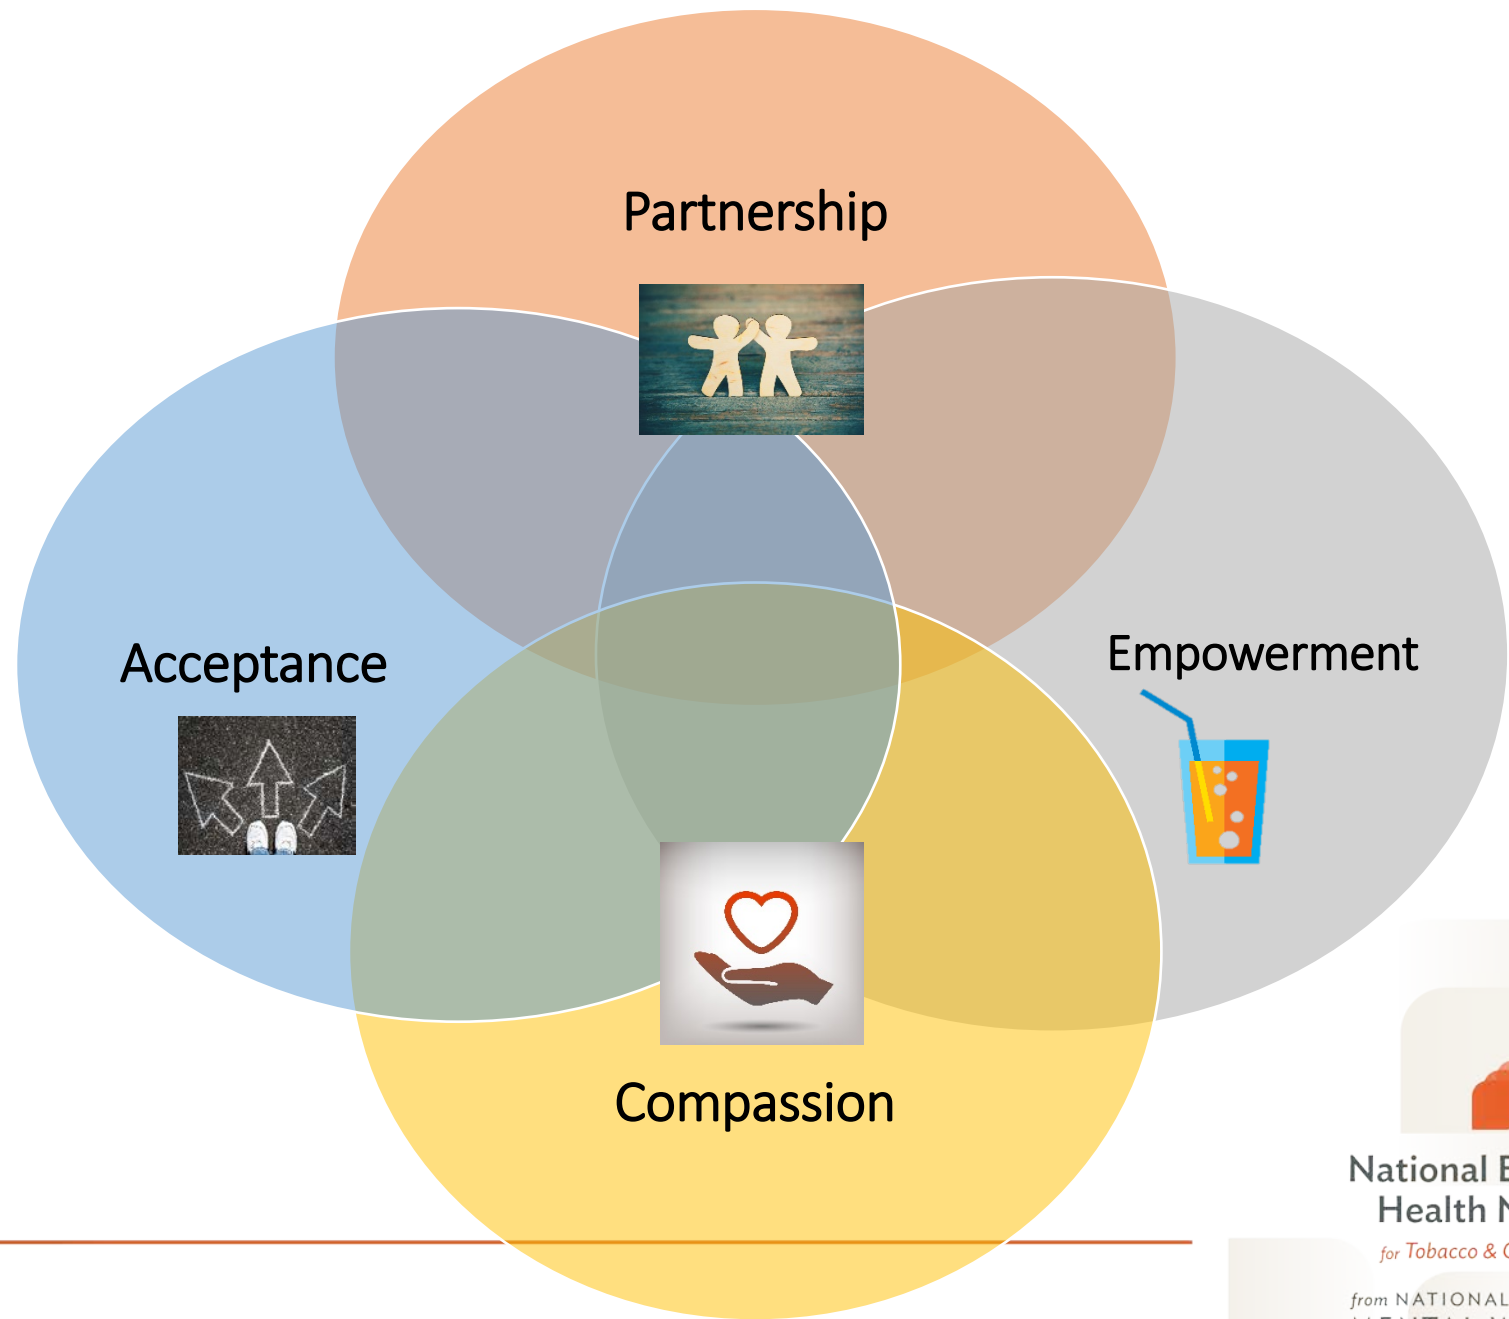 Partnership
Acceptance
Empowerment
Compassion
National
Health
for Tobacco &
from NATIONAL